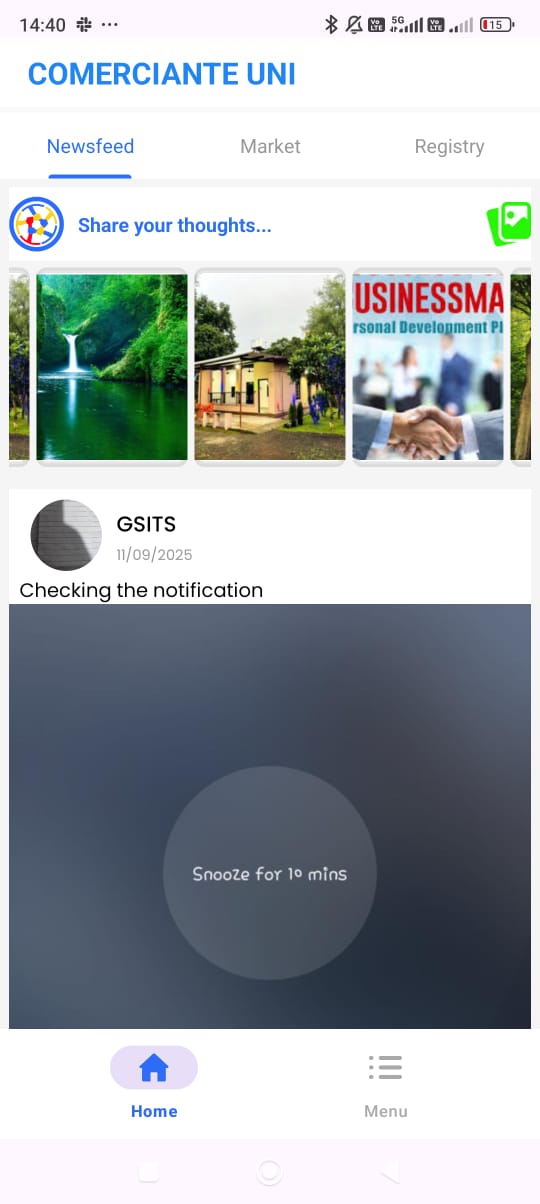 14:40
5G
15
COMERCIANTE UNI
Newsfeed Market Registry
Share your thoughts...
USINESSMA
rsonal Development Pl
GSITS
11/09/2025
Checking the notification
Snooze for 10 mins
Home Menu